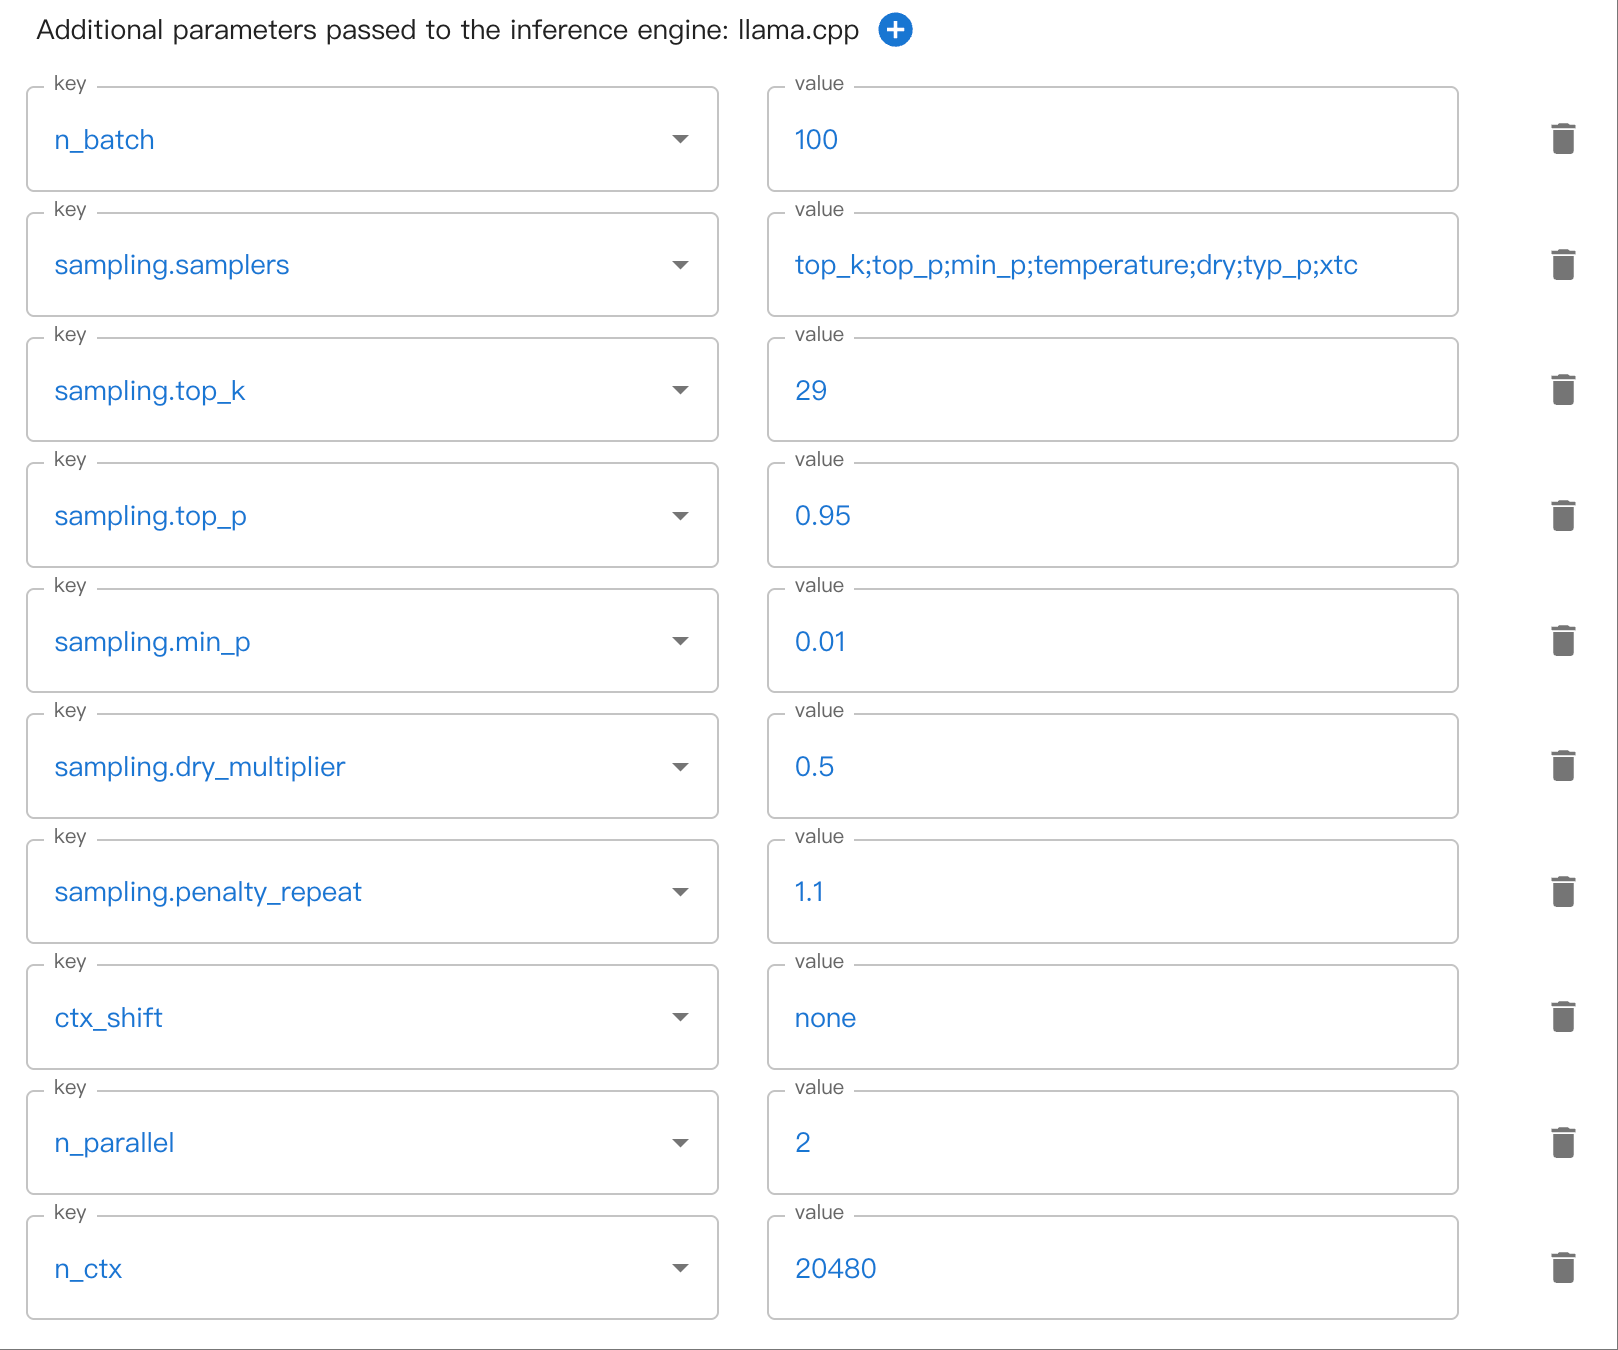 Additional parameters passed to the inference engine: llama.cpp
key value
n_batch 100
key value
sampling.samplers top_k;top_p;min_p;temperature;dry;typ_p;xtc
key value
sampling.top_k 29
key value
sampling.top_p 0.95
key value
sampling.min_p 0.01
key value
sampling.dry_multiplier 0.5
key value
sampling.penalty_repeat 1.1
key value
ctx_shift none
key value
n_parallel 2
key value
n_ctx 20480